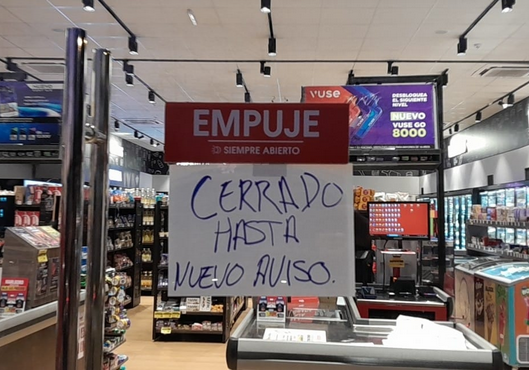 EMPUJE
SIEMPRE ABIERTO
CERRADO
HASTA
NUEVO AVISO.
vuse
DESBLOQUEA
EL SIGUIENTE
NIVEL
NUEVO
VUSE GO
8000